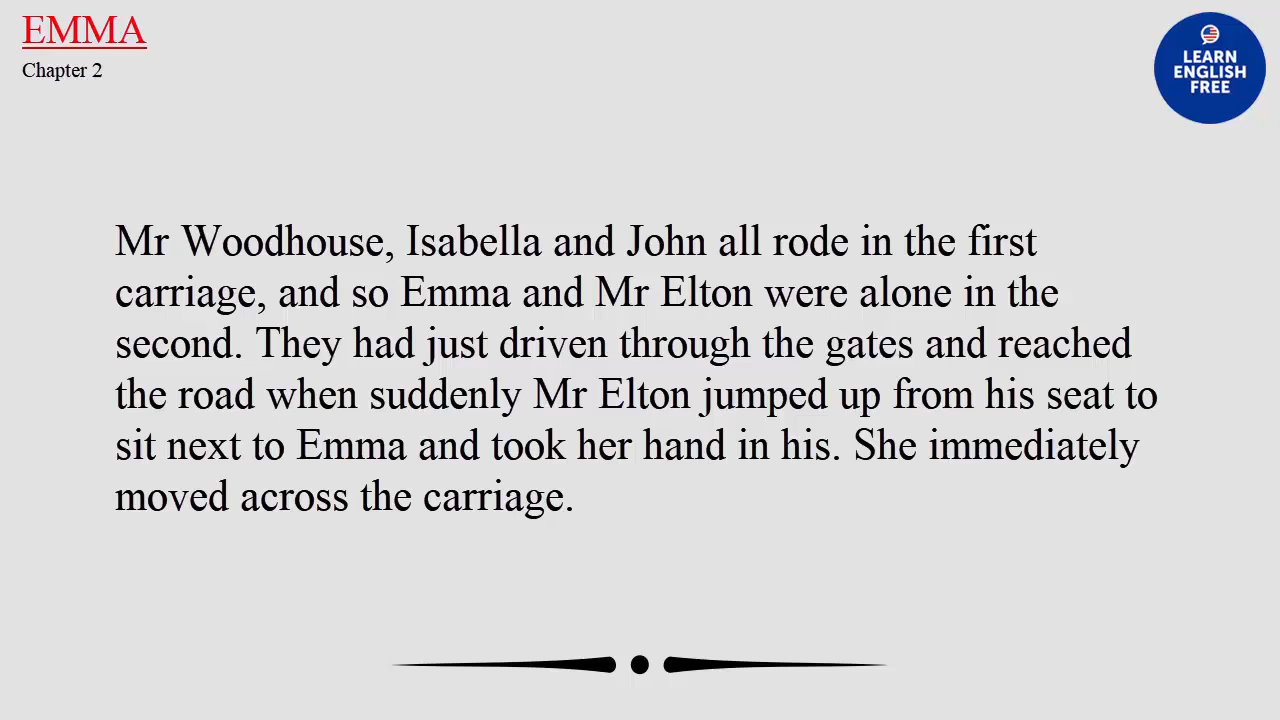 EMMA
Chapter 2
LEARN
ENGLISH
FREE
Mr Woodhouse, Isabella and John all rode in the first
carriage, and so Emma and Mr Elton were alone in the
second. They had just driven through the gates and reached
the road when suddenly Mr Elton jumped up from his seat to
sit next to Emma and took her hand in his. She immediately
moved across the carriage.